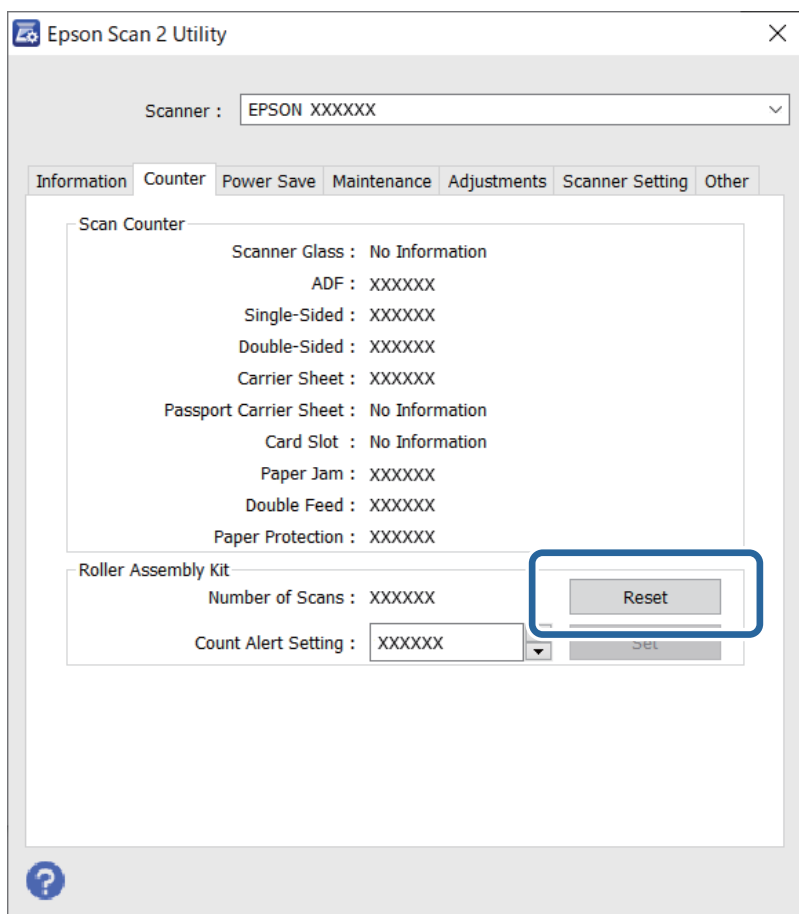 Epson Scan 2 Utility
Scanner : EPSON XXXXXX
Information Counter Power Save Maintenance Adjustments Scanner Setting Other
Scan Counter
Scanner Glass : No Information
ADF : XXXXXX
Single-Sided : XXXXXX
Double-Sided : XXXXXX
Carrier Sheet : XXXXXX
Passport Carrier Sheet : No Information
Card Slot : No Information
Paper Jam : XXXXXX
Double Feed : XXXXXX
Paper Protection : XXXXXX
Roller Assembly Kit
Number of Scans : XXXXXX Reset
Count Alert Setting : XXXXXX Set